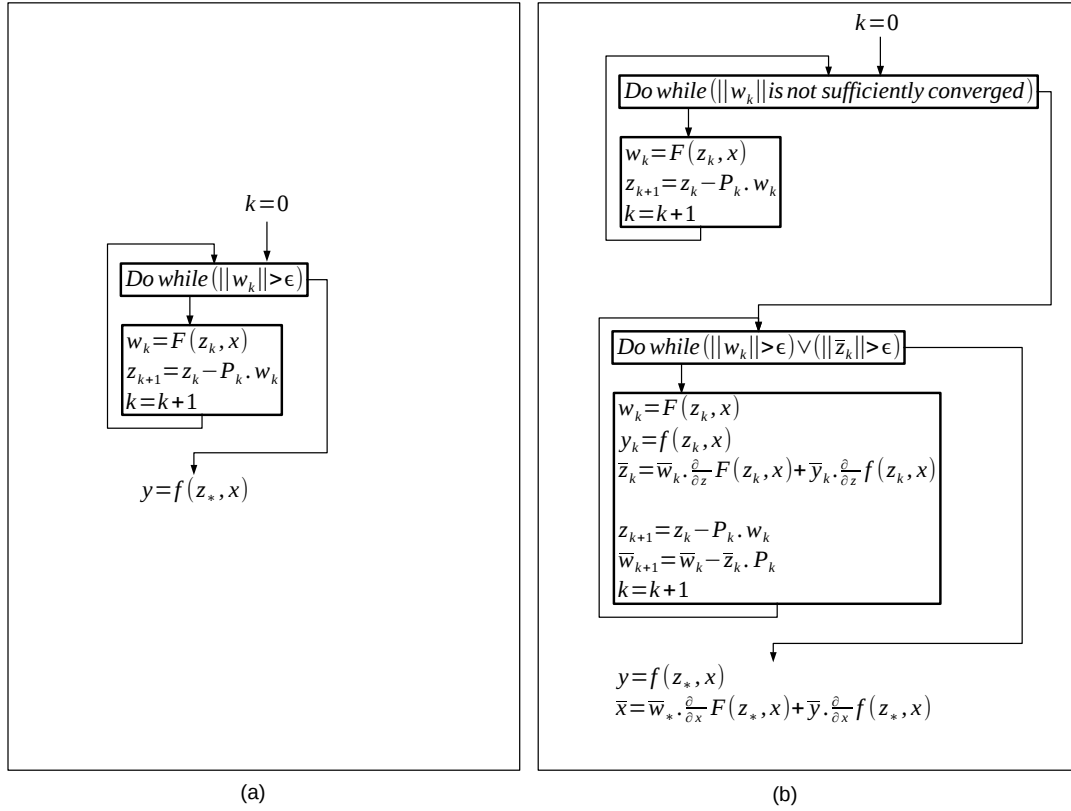 k=0
Do while(||w_k||>ϵ)
w_k=F(z_k,x)
z_{k+1}=z_k−P_k.w_k
k=k+1
y=f(z_*,x)
(a)
k=0
Do while(||w_k||is not sufficiently converged)
w_k=F(z_k,x)
z_{k+1}=z_k−P_k.w_k
k=k+1
Do while(||w_k||>ϵ)∨(||z̅_k||>ϵ)
w_k=F(z_k,x)
y_k=f(z_k,x)
z̅_k=w̅_k.∂/∂z F(z_k,x)+y̅_k.∂/∂z f(z_k,x)
z_{k+1}=z_k−P_k.w_k
w̅_{k+1}=w̅_k−z̅_k.P_k
k=k+1
y=f(z_*,x)
x̅=w̅_*.∂/∂x F(z_*,x)+y̅.∂/∂x f(z_*,x)
(b)